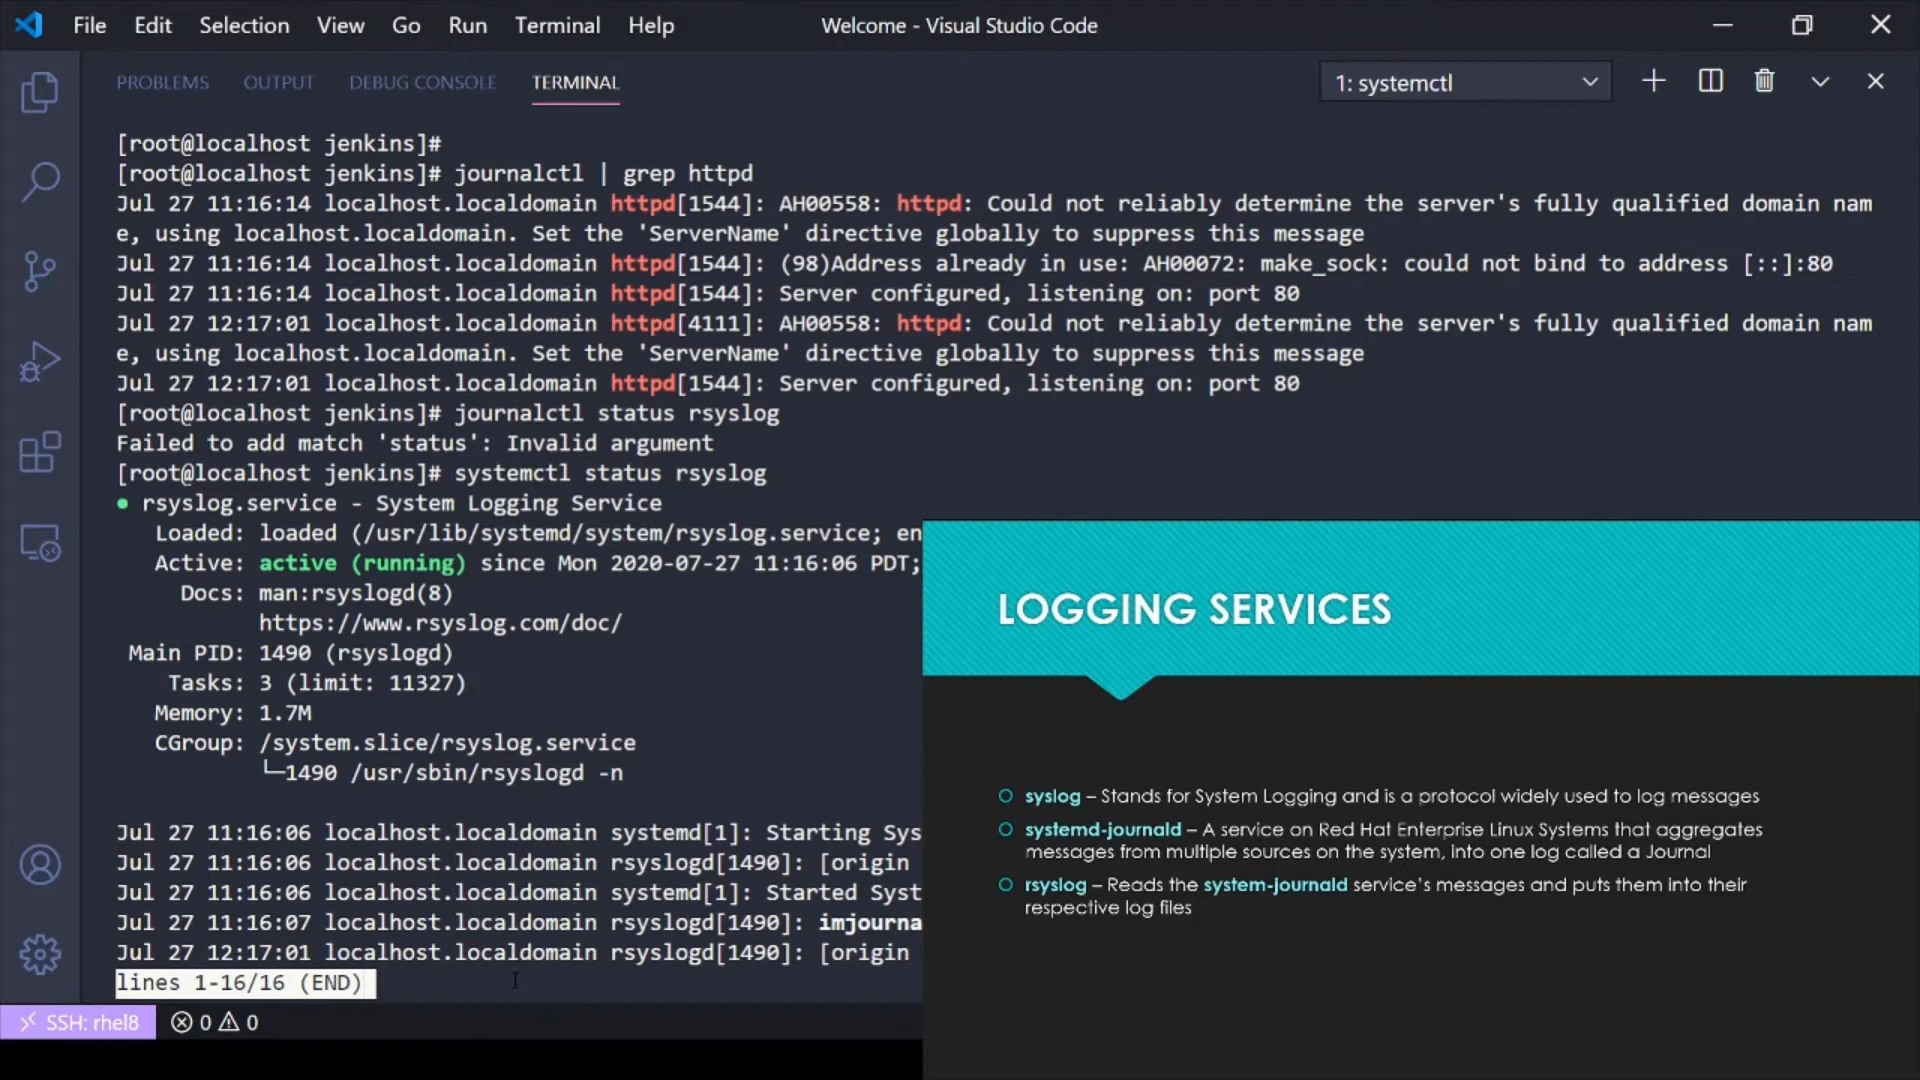 File Edit Selection View Go Run Terminal Help Welcome - Visual Studio Code
PROBLEMS OUTPUT DEBUG CONSOLE TERMINAL 1: systemctl
[root@localhost jenkins]#
[root@localhost jenkins]# journalctl | grep httpd
Jul 27 11:16:14 localhost.localdomain httpd[1544]: AH00558: httpd: Could not reliably determine the server's fully qualified domain nam
e, using localhost.localdomain. Set the 'ServerName' directive globally to suppress this message
Jul 27 11:16:14 localhost.localdomain httpd[1544]: (98)Address already in use: AH00072: make_sock: could not bind to address [::]:80
Jul 27 11:16:14 localhost.localdomain httpd[1544]: Server configured, listening on: port 80
Jul 27 12:17:01 localhost.localdomain httpd[4111]: AH00558: httpd: Could not reliably determine the server's fully qualified domain nam
e, using localhost.localdomain. Set the 'ServerName' directive globally to suppress this message
Jul 27 12:17:01 localhost.localdomain httpd[1544]: Server configured, listening on: port 80
[root@localhost jenkins]# journalctl status rsyslog
Failed to add match 'status': Invalid argument
[root@localhost jenkins]# systemctl status rsyslog
● rsyslog.service - System Logging Service
Loaded: loaded (/usr/lib/systemd/system/rsyslog.service; en
Active: active (running) since Mon 2020-07-27 11:16:06 PDT;
Docs: man:rsyslogd(8)
https://www.rsyslog.com/doc/
Main PID: 1490 (rsyslogd)
Tasks: 3 (limit: 11327)
Memory: 1.7M
CGroup: /system.slice/rsyslog.service
└─1490 /usr/sbin/rsyslogd -n
Jul 27 11:16:06 localhost.localdomain systemd[1]: Starting Sys
Jul 27 11:16:06 localhost.localdomain rsyslogd[1490]: [origin
Jul 27 11:16:06 localhost.localdomain systemd[1]: Started Syst
Jul 27 11:16:07 localhost.localdomain rsyslogd[1490]: imjourna
Jul 27 12:17:01 localhost.localdomain rsyslogd[1490]: [origin
lines 1-16/16 (END)
SSH: rhel8 0 0
LOGGING SERVICES
syslog – Stands for System Logging and is a protocol widely used to log messages
systemd-journald – A service on Red Hat Enterprise Linux Systems that aggregates
messages from multiple sources on the system, into one log called a Journal
rsyslog – Reads the system-journald service's messages and puts them into their
respective log files